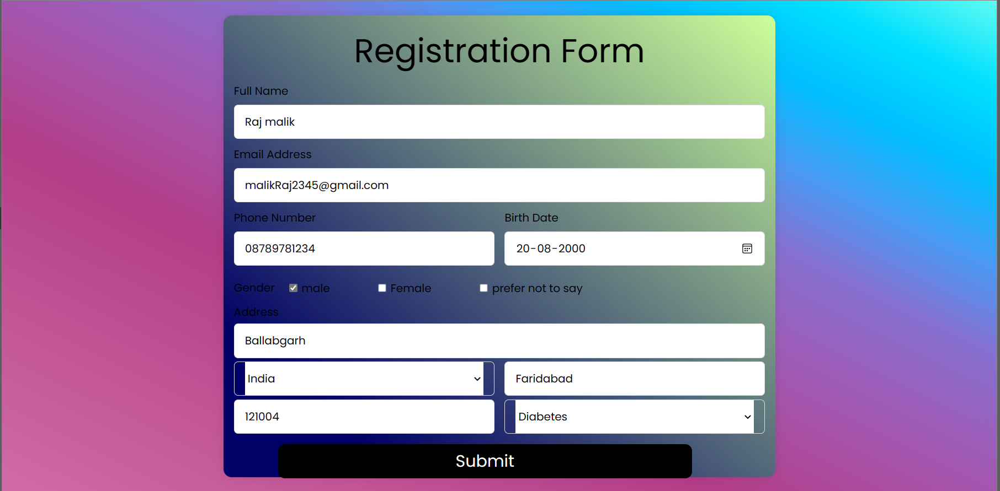 Registration Form
Full Name
Raj malik
Email Address
malikRaj2345@gmail.com
Phone Number Birth Date
08789781234 20-08-2000
Gender male Female prefer not to say
Address
Ballabgarh
India Faridabad
121004 Diabetes
Submit